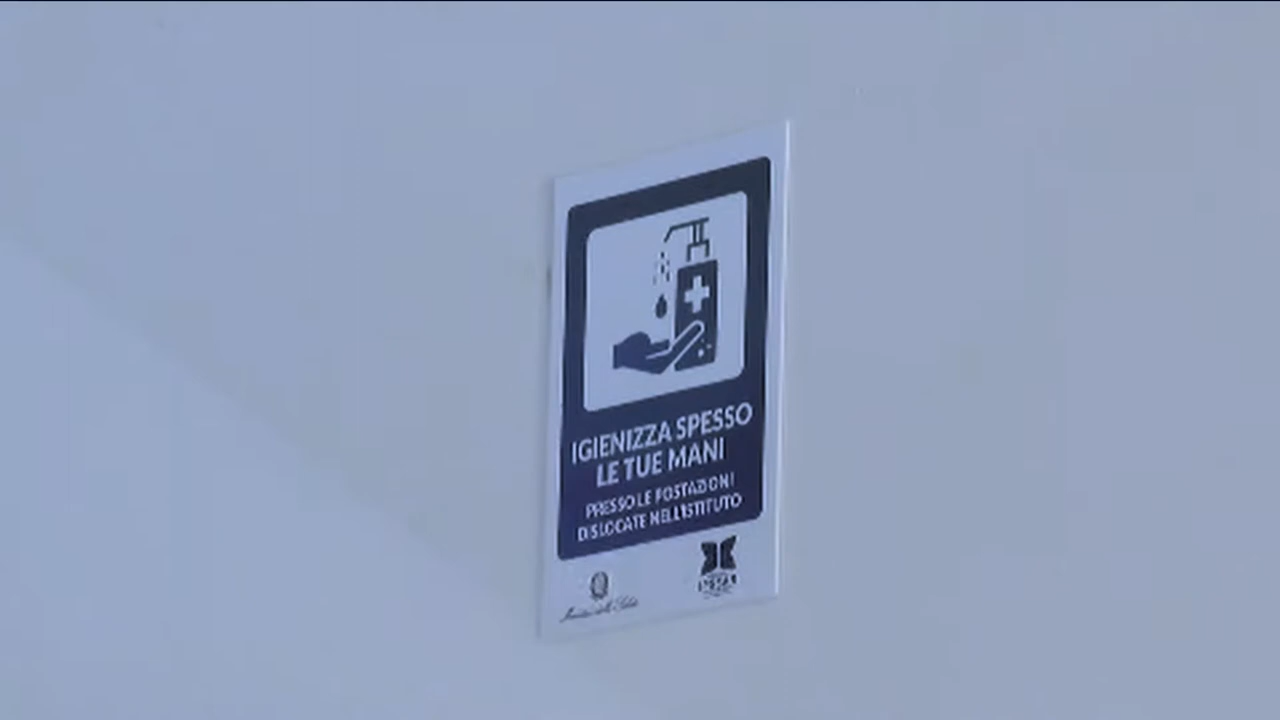 IGIENIZZA SPESSO
LE TUE MANI
PRESSO LE POSTAZIONI
DISLOCATE NELL'ISTITUTO